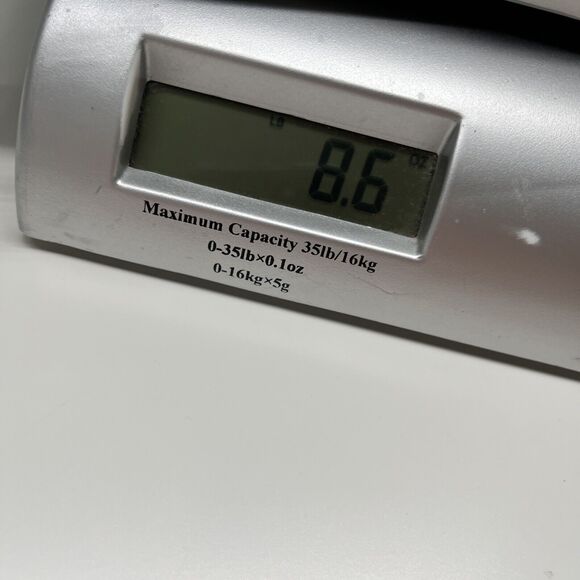 LB 8.6 OZ
Maximum Capacity 35lb/16kg
0-35lb×0.1oz
0-16kg×5g